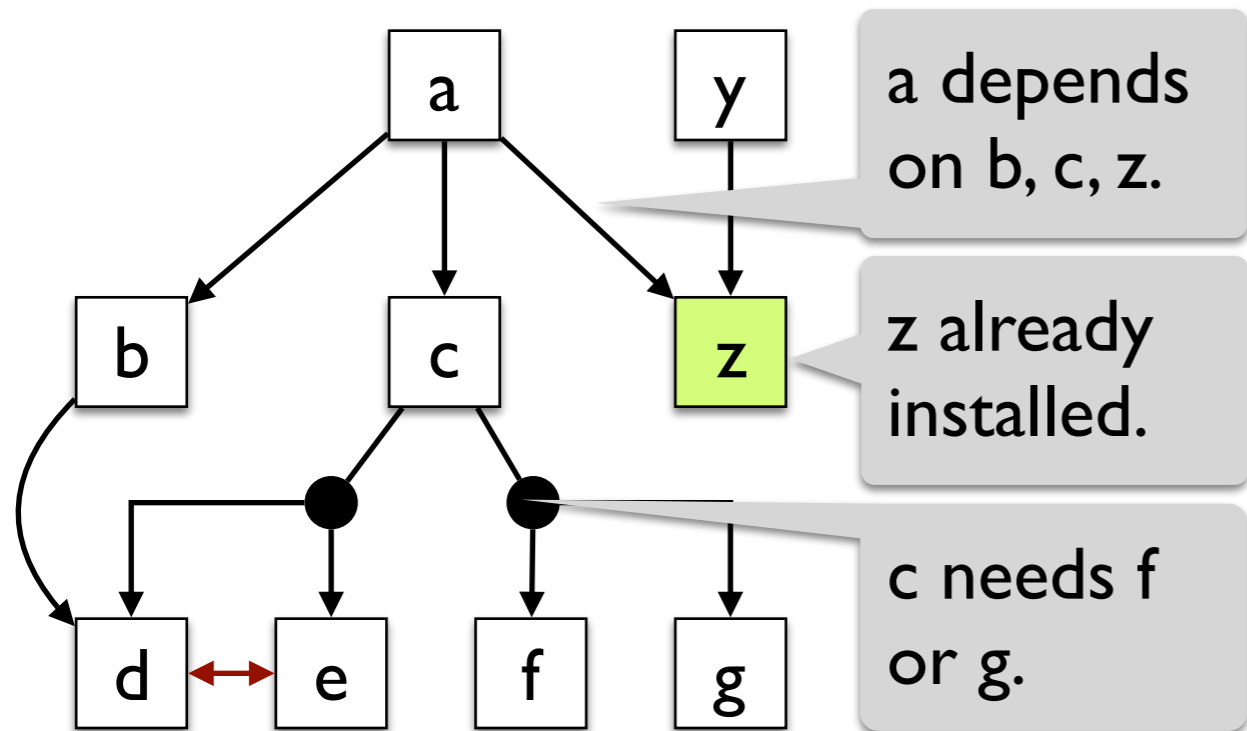 a
y
a depends
on b, c, z.
b
c
z
z already
installed.
c needs f
or g.
d
e
f
g